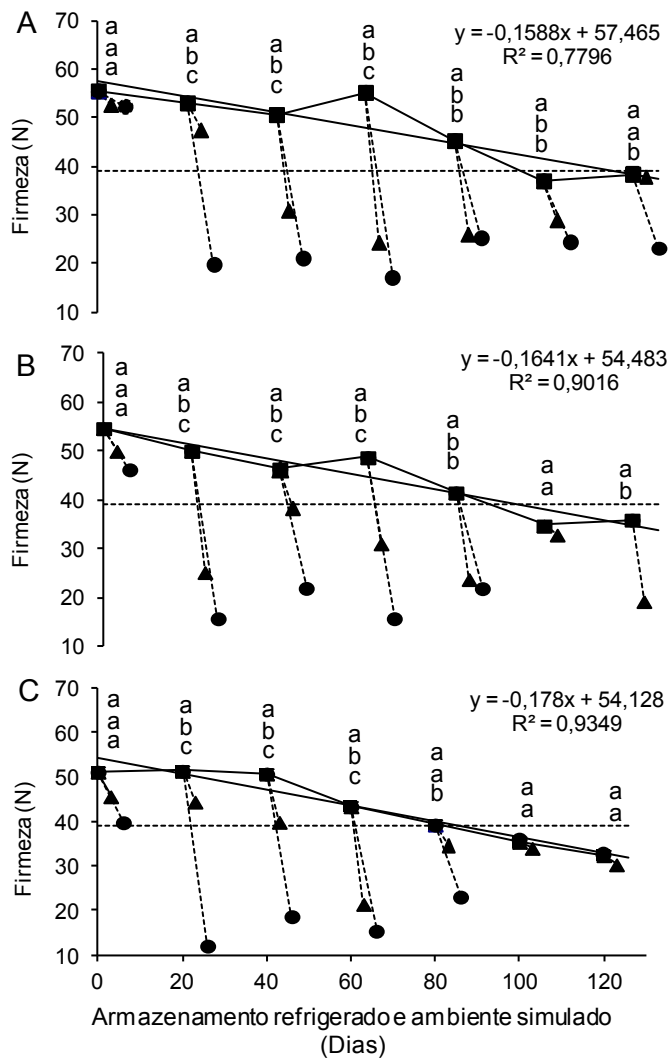 A
y = -0,1588x + 57,465
R² = 0,7796
a a a a a a a
a b b b b b a
a c c c b b b
70
60
50
40
30
20
10
Firmeza (N)
B
y = -0,1641x + 54,483
R² = 0,9016
a a a a a a a
a b b b b a b
a c c c b
70
60
50
40
30
20
10
Firmeza (N)
C
y = -0,178x + 54,128
R² = 0,9349
a a a a a a a
a b b b a a a
a c c c b
70
60
50
40
30
20
10
Firmeza (N)
0 20 40 60 80 100 120
Armazenamento refrigerado e ambiente simulado
(Dias)